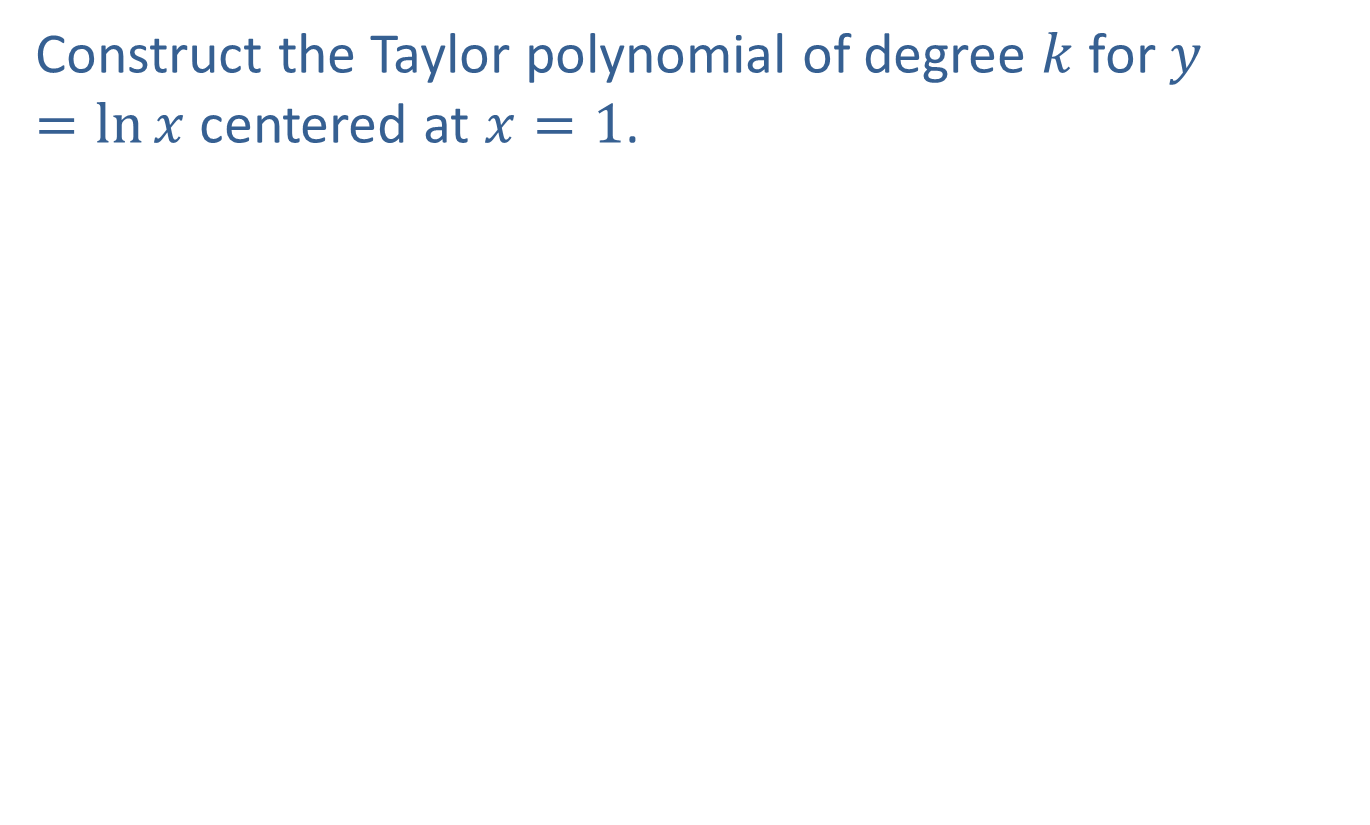 Construct the Taylor polynomial of degree k for y
= ln x centered at x = 1.